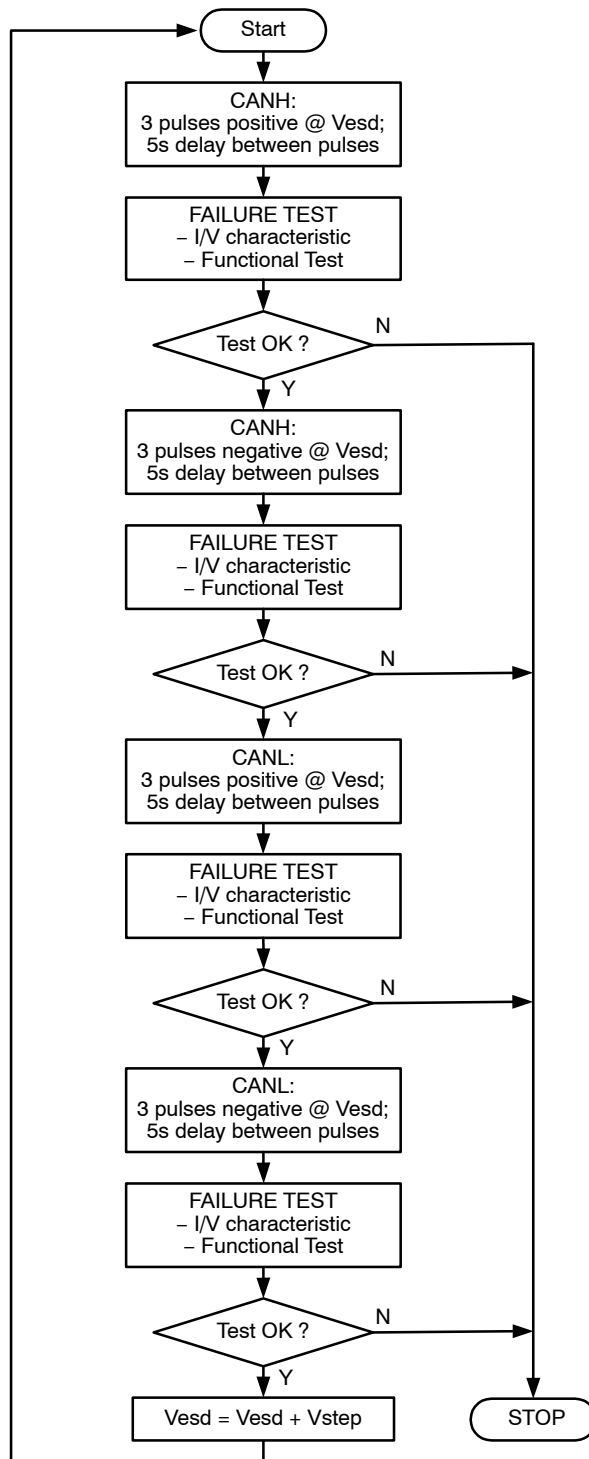 Start
CANH:
3 pulses positive @ Vesd;
5s delay between pulses
FAILURE TEST
– I/V characteristic
– Functional Test
Test OK ?
N
Y
CANH:
3 pulses negative @ Vesd;
5s delay between pulses
FAILURE TEST
– I/V characteristic
– Functional Test
Test OK ?
N
Y
CANL:
3 pulses positive @ Vesd;
5s delay between pulses
FAILURE TEST
– I/V characteristic
– Functional Test
Test OK ?
N
Y
CANL:
3 pulses negative @ Vesd;
5s delay between pulses
FAILURE TEST
– I/V characteristic
– Functional Test
Test OK ?
N
Y
Vesd = Vesd + Vstep
STOP